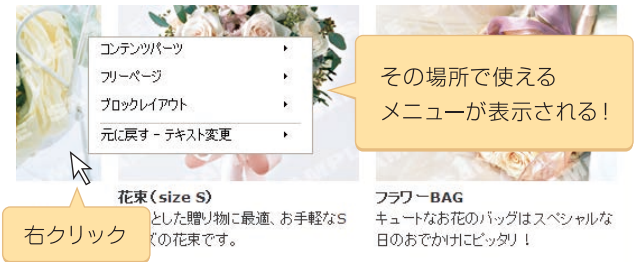 コンテンツパーツ
フリーページ
ブロックレイアウト
元に戻す - テキスト変更
その場所で使える
メニューが表示される！
右クリック
花束（size S）
とした贈り物に最適、お手軽なS
ズの花束です。
フラワーBAG
キュートなお花のバッグはスペシャルな
日のおでかけにピッタリ！